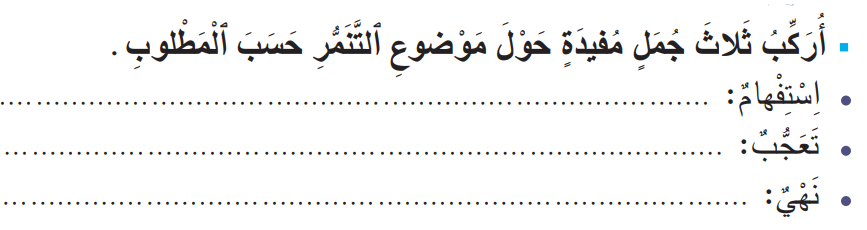 ▪ أُرَكِّبُ ثَلاثَ جُمَلٍ مُفيدَةٍ حَوْلَ مَوْضوعِ ٱلتَّنَمُّرِ حَسَبَ ٱلْمَطْلوبِ .
• اِسْتِفْهامٌ: ................................................................................
• تَعَجُّبٌ: ................................................................................
• نَهْيٌ: ................................................................................